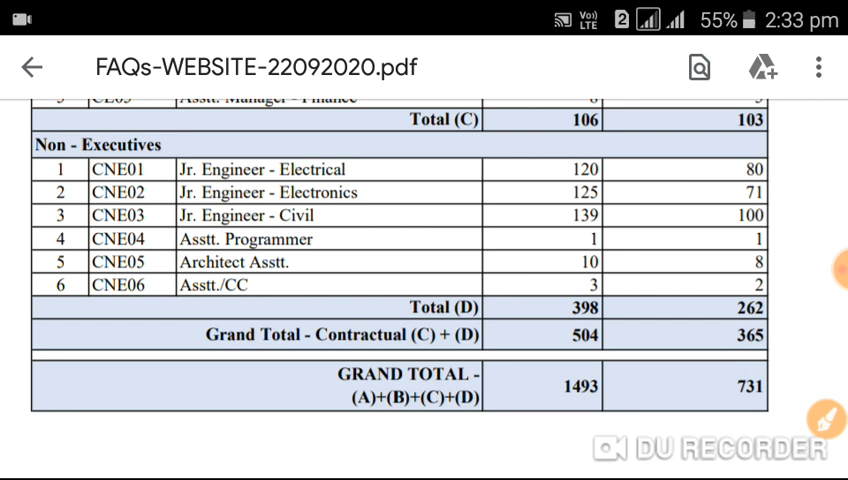 Vo)) LTE 2 55% 2:33 pm
FAQs-WEBSITE-22092020.pdf
Asstt. Manager - Finance
Total (C) 106 103
Non - Executives
1 CNE01 Jr. Engineer - Electrical 120 80
2 CNE02 Jr. Engineer - Electronics 125 71
3 CNE03 Jr. Engineer - Civil 139 100
4 CNE04 Asstt. Programmer 1 1
5 CNE05 Architect Asstt. 10 8
6 CNE06 Asstt./CC 3 2
Total (D) 398 262
Grand Total - Contractual (C) + (D) 504 365
GRAND TOTAL -
(A)+(B)+(C)+(D) 1493 731
DU RECORDER